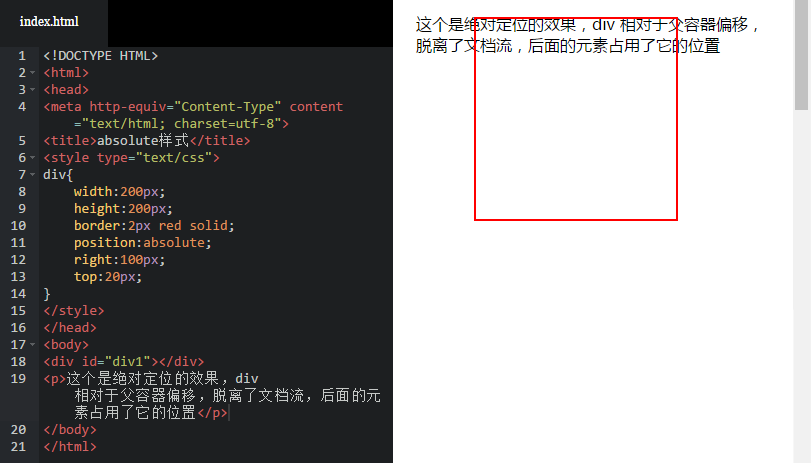 index.html
1 <!DOCTYPE HTML>
2 <html>
3 <head>
4 <meta http-equiv="Content-Type" content
="text/html; charset=utf-8">
5 <title>absolute样式</title>
6 <style type="text/css">
7 div{
8 width:200px;
9 height:200px;
10 border:2px red solid;
11 position:absolute;
12 right:100px;
13 top:20px;
14 }
15 </style>
16 </head>
17 <body>
18 <div id="div1"></div>
19 <p>这个是绝对定位的效果，div
相对于父容器偏移，脱离了文档流，后面的元
素占用了它的位置</p>
20 </body>
21 </html>
这个是绝对定位的效果，div 相对于父容器偏移，
脱离了文档流，后面的元素占用了它的位置